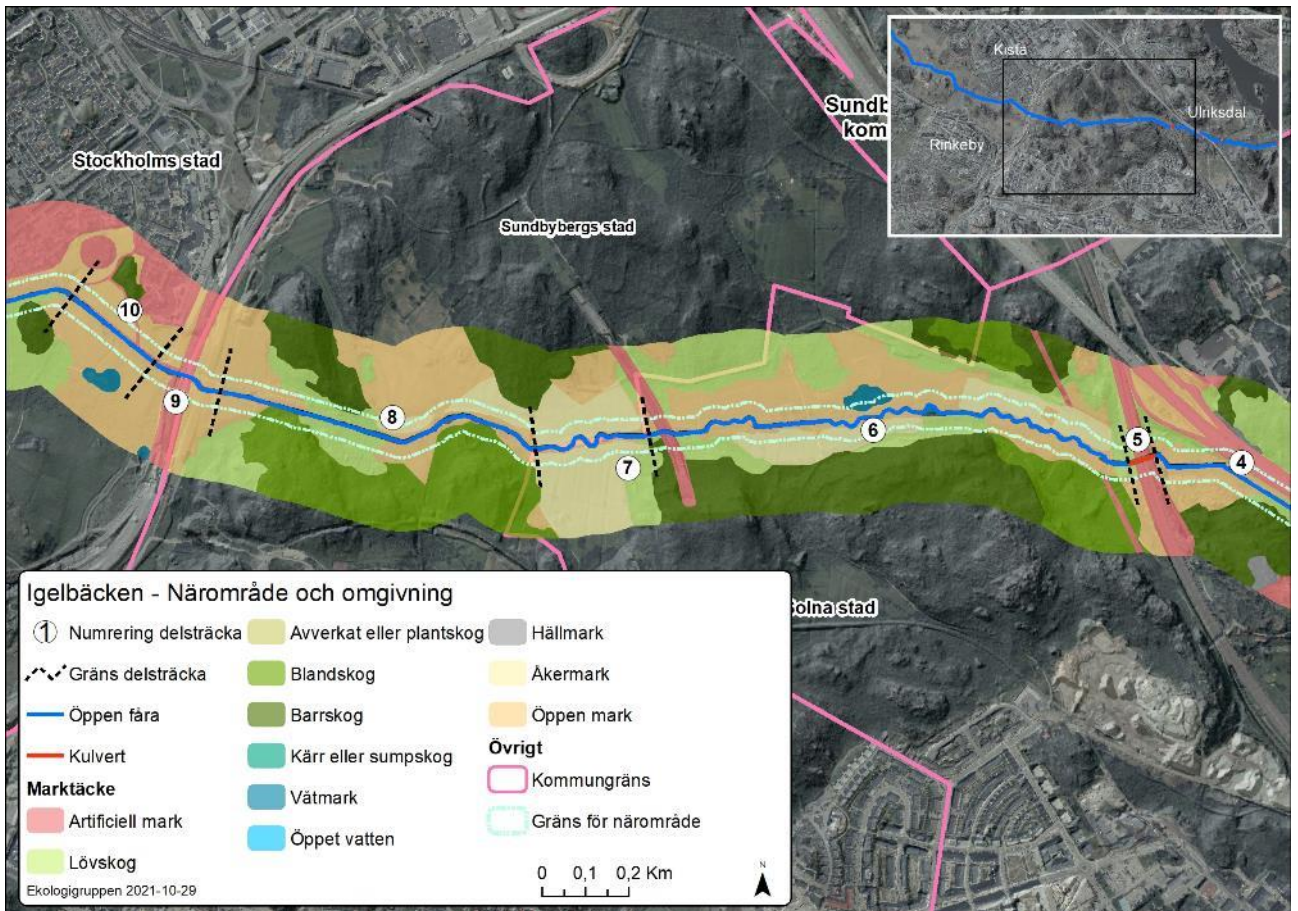 Stockholms stad
Sundbybergs stad
Sundb
kom
Kista
Ulriksdal
Rinkeby
10
9
8
7
6
5
4
olna stad
Igelbäcken - Närområde och omgivning
1 Numrering delsträcka
Gräns delsträcka
Öppen fåra
Kulvert
Marktäcke
Artificiell mark
Lövskog
Avverkat eller plantskog
Blandskog
Barrskog
Kärr eller sumpskog
Våtmark
Öppet vatten
Hällmark
Åkermark
Öppen mark
Övrigt
Kommungräns
Gräns för närområde
0 0,1 0,2 Km
N
Ekologigruppen 2021-10-29